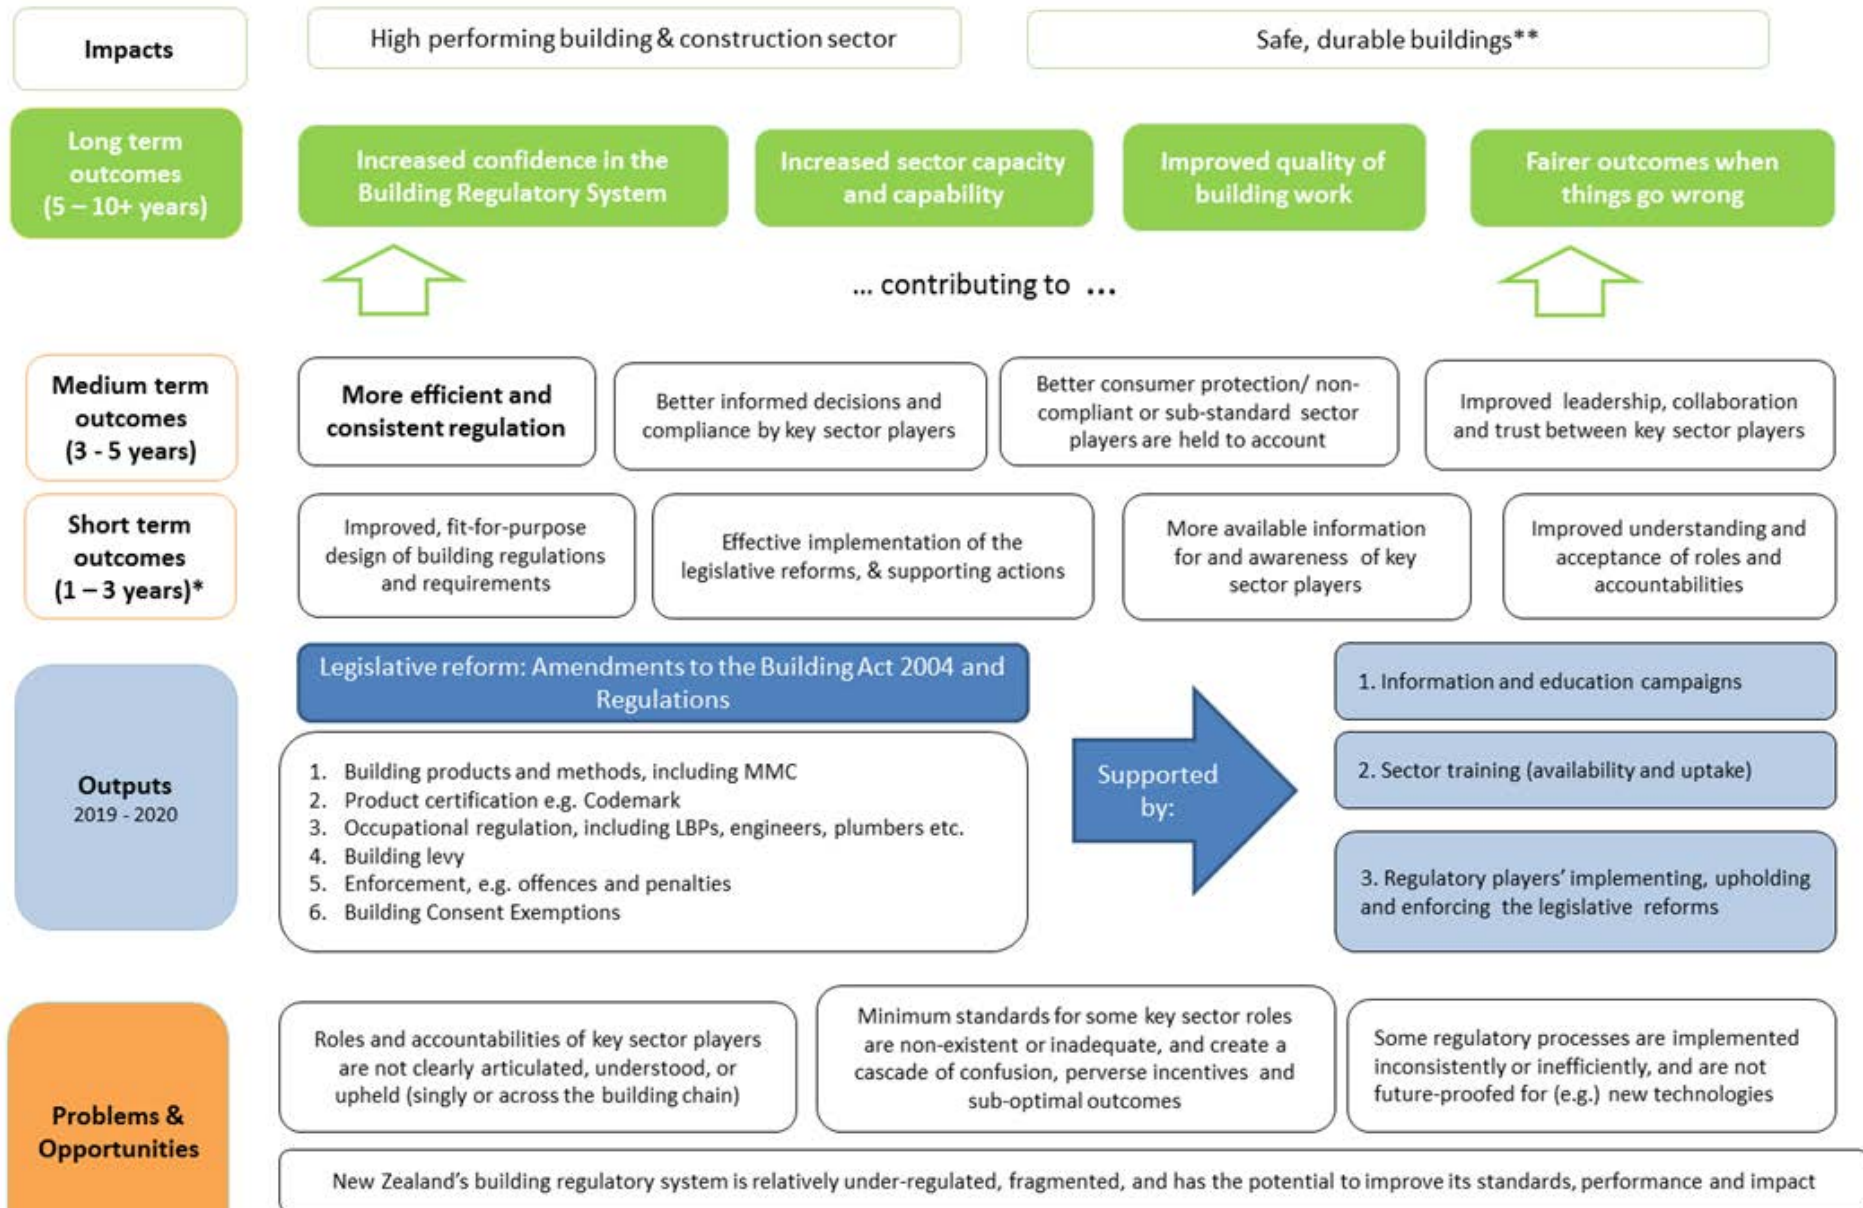 Impacts
High performing building & construction sector
Safe, durable buildings**
Long term
outcomes
(5 – 10+ years)
Increased confidence in the
Building Regulatory System
Increased sector capacity
and capability
Improved quality of
building work
Fairer outcomes when
things go wrong
... contributing to ...
Medium term
outcomes
(3 - 5 years)
More efficient and
consistent regulation
Better informed decisions and
compliance by key sector players
Better consumer protection/ non-
compliant or sub-standard sector
players are held to account
Improved leadership, collaboration
and trust between key sector players
Short term
outcomes
(1 – 3 years)*
Improved, fit-for-purpose
design of building regulations
and requirements
Effective implementation of the
legislative reforms, & supporting actions
More available information
for and awareness of key
sector players
Improved understanding and
acceptance of roles and
accountabilities
Outputs
2019 - 2020
Legislative reform: Amendments to the Building Act 2004 and
Regulations
1. Building products and methods, including MMC
2. Product certification e.g. Codemark
3. Occupational regulation, including LBPs, engineers, plumbers etc.
4. Building levy
5. Enforcement, e.g. offences and penalties
6. Building Consent Exemptions
Supported
by:
1. Information and education campaigns
2. Sector training (availability and uptake)
3. Regulatory players’ implementing, upholding
and enforcing the legislative reforms
Problems &
Opportunities
Roles and accountabilities of key sector players
are not clearly articulated, understood, or
upheld (singly or across the building chain)
Minimum standards for some key sector roles
are non-existent or inadequate, and create a
cascade of confusion, perverse incentives and
sub-optimal outcomes
Some regulatory processes are implemented
inconsistently or inefficiently, and are not
future-proofed for (e.g.) new technologies
New Zealand’s building regulatory system is relatively under-regulated, fragmented, and has the potential to improve its standards, performance and impact